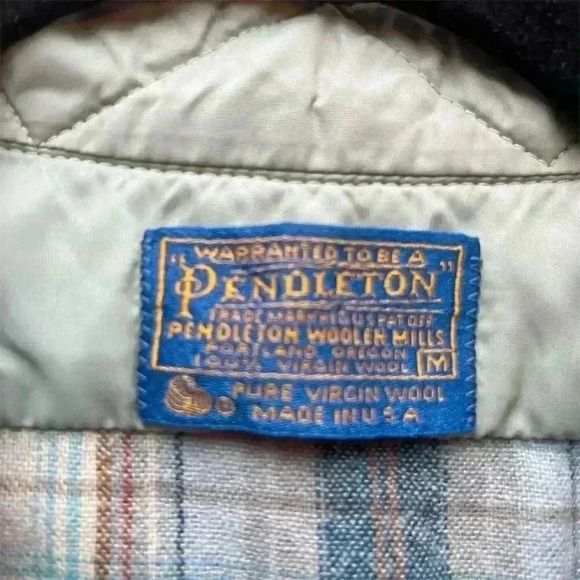 "WARRANTED TO BE A
PENDLETON"
TRADE MARK REG US PAT OFF
PENDLETON WOOLEN MILLS
PORTLAND, OREGON
100% VIRGIN WOOL M
® PURE VIRGIN WOOL
MADE IN U.S.A